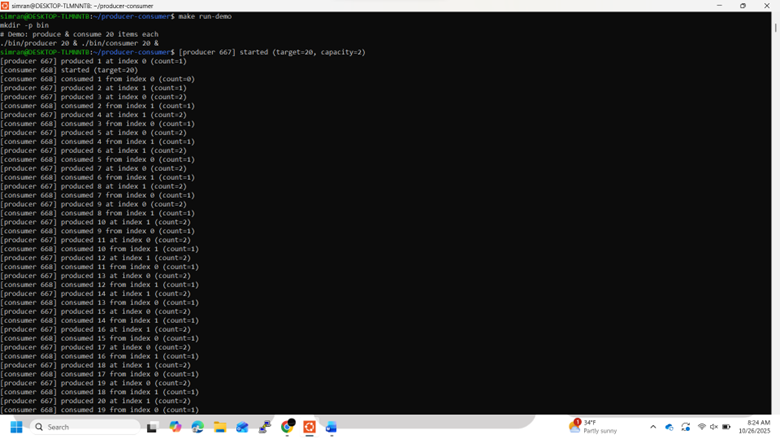 simran@DESKTOP-TLMNNTB: ~/producer-consumer
simran@DESKTOP-TLMNNTB:~/producer-consumer$ make run-demo
mkdir -p bin
# Demo: produce & consume 20 items each
./bin/producer 20 & ./bin/consumer 20 &
simran@DESKTOP-TLMNNTB:~/producer-consumer$ [producer 667] started (target=20, capacity=2)
[producer 667] produced 1 at index 0 (count=1)
[consumer 668] started (target=20)
[consumer 668] consumed 1 from index 0 (count=0)
[producer 667] produced 2 at index 1 (count=1)
[producer 667] produced 3 at index 0 (count=2)
[consumer 668] consumed 2 from index 1 (count=1)
[producer 667] produced 4 at index 1 (count=2)
[consumer 668] consumed 3 from index 0 (count=1)
[producer 667] produced 5 at index 0 (count=2)
[consumer 668] consumed 4 from index 1 (count=1)
[producer 667] produced 6 at index 1 (count=2)
[consumer 668] consumed 5 from index 0 (count=1)
[producer 667] produced 7 at index 0 (count=2)
[consumer 668] consumed 6 from index 1 (count=1)
[producer 667] produced 8 at index 1 (count=2)
[consumer 668] consumed 7 from index 0 (count=1)
[producer 667] produced 9 at index 0 (count=2)
[consumer 668] consumed 8 from index 1 (count=1)
[producer 667] produced 10 at index 1 (count=2)
[consumer 668] consumed 9 from index 0 (count=1)
[producer 667] produced 11 at index 0 (count=2)
[consumer 668] consumed 10 from index 1 (count=1)
[producer 667] produced 12 at index 1 (count=2)
[consumer 668] consumed 11 from index 0 (count=1)
[producer 667] produced 13 at index 0 (count=2)
[consumer 668] consumed 12 from index 1 (count=1)
[producer 667] produced 14 at index 1 (count=2)
[consumer 668] consumed 13 from index 0 (count=1)
[producer 667] produced 15 at index 0 (count=2)
[consumer 668] consumed 14 from index 1 (count=1)
[producer 667] produced 16 at index 1 (count=2)
[consumer 668] consumed 15 from index 0 (count=1)
[producer 667] produced 17 at index 0 (count=2)
[consumer 668] consumed 16 from index 1 (count=1)
[producer 667] produced 18 at index 1 (count=2)
[consumer 668] consumed 17 from index 0 (count=1)
[producer 667] produced 19 at index 0 (count=2)
[consumer 668] consumed 18 from index 1 (count=1)
[producer 667] produced 20 at index 1 (count=2)
[consumer 668] consumed 19 from index 0 (count=1)
Search
1
34°F
Partly sunny
8:24 AM
10/26/2025